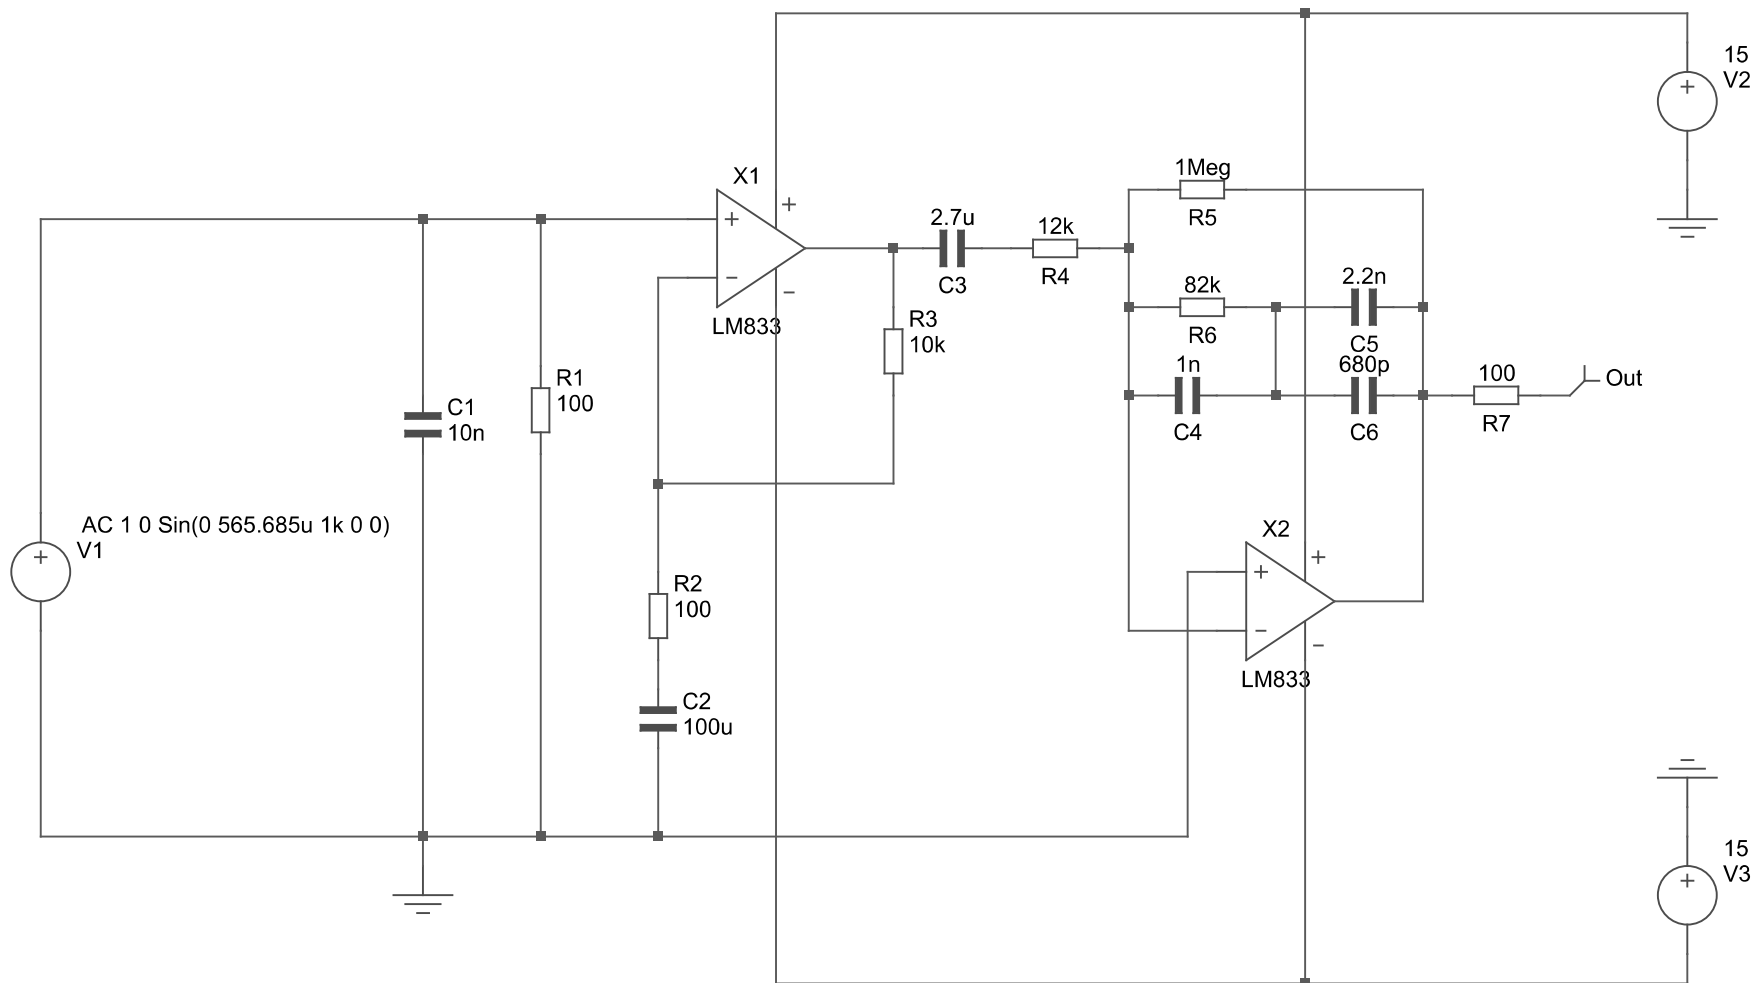 15
V2
X1
+
+
−
−
LM833
2.7u
C3
12k
R4
1Meg
R5
82k
R6
2.2n
C5
1n
C4
680p
C6
100
R7
Out
R3
10k
R1
100
C1
10n
AC 1 0 Sin(0 565.685u 1k 0 0)
V1
+
R2
100
C2
100u
X2
+
+
−
−
LM833
15
V3
+
+